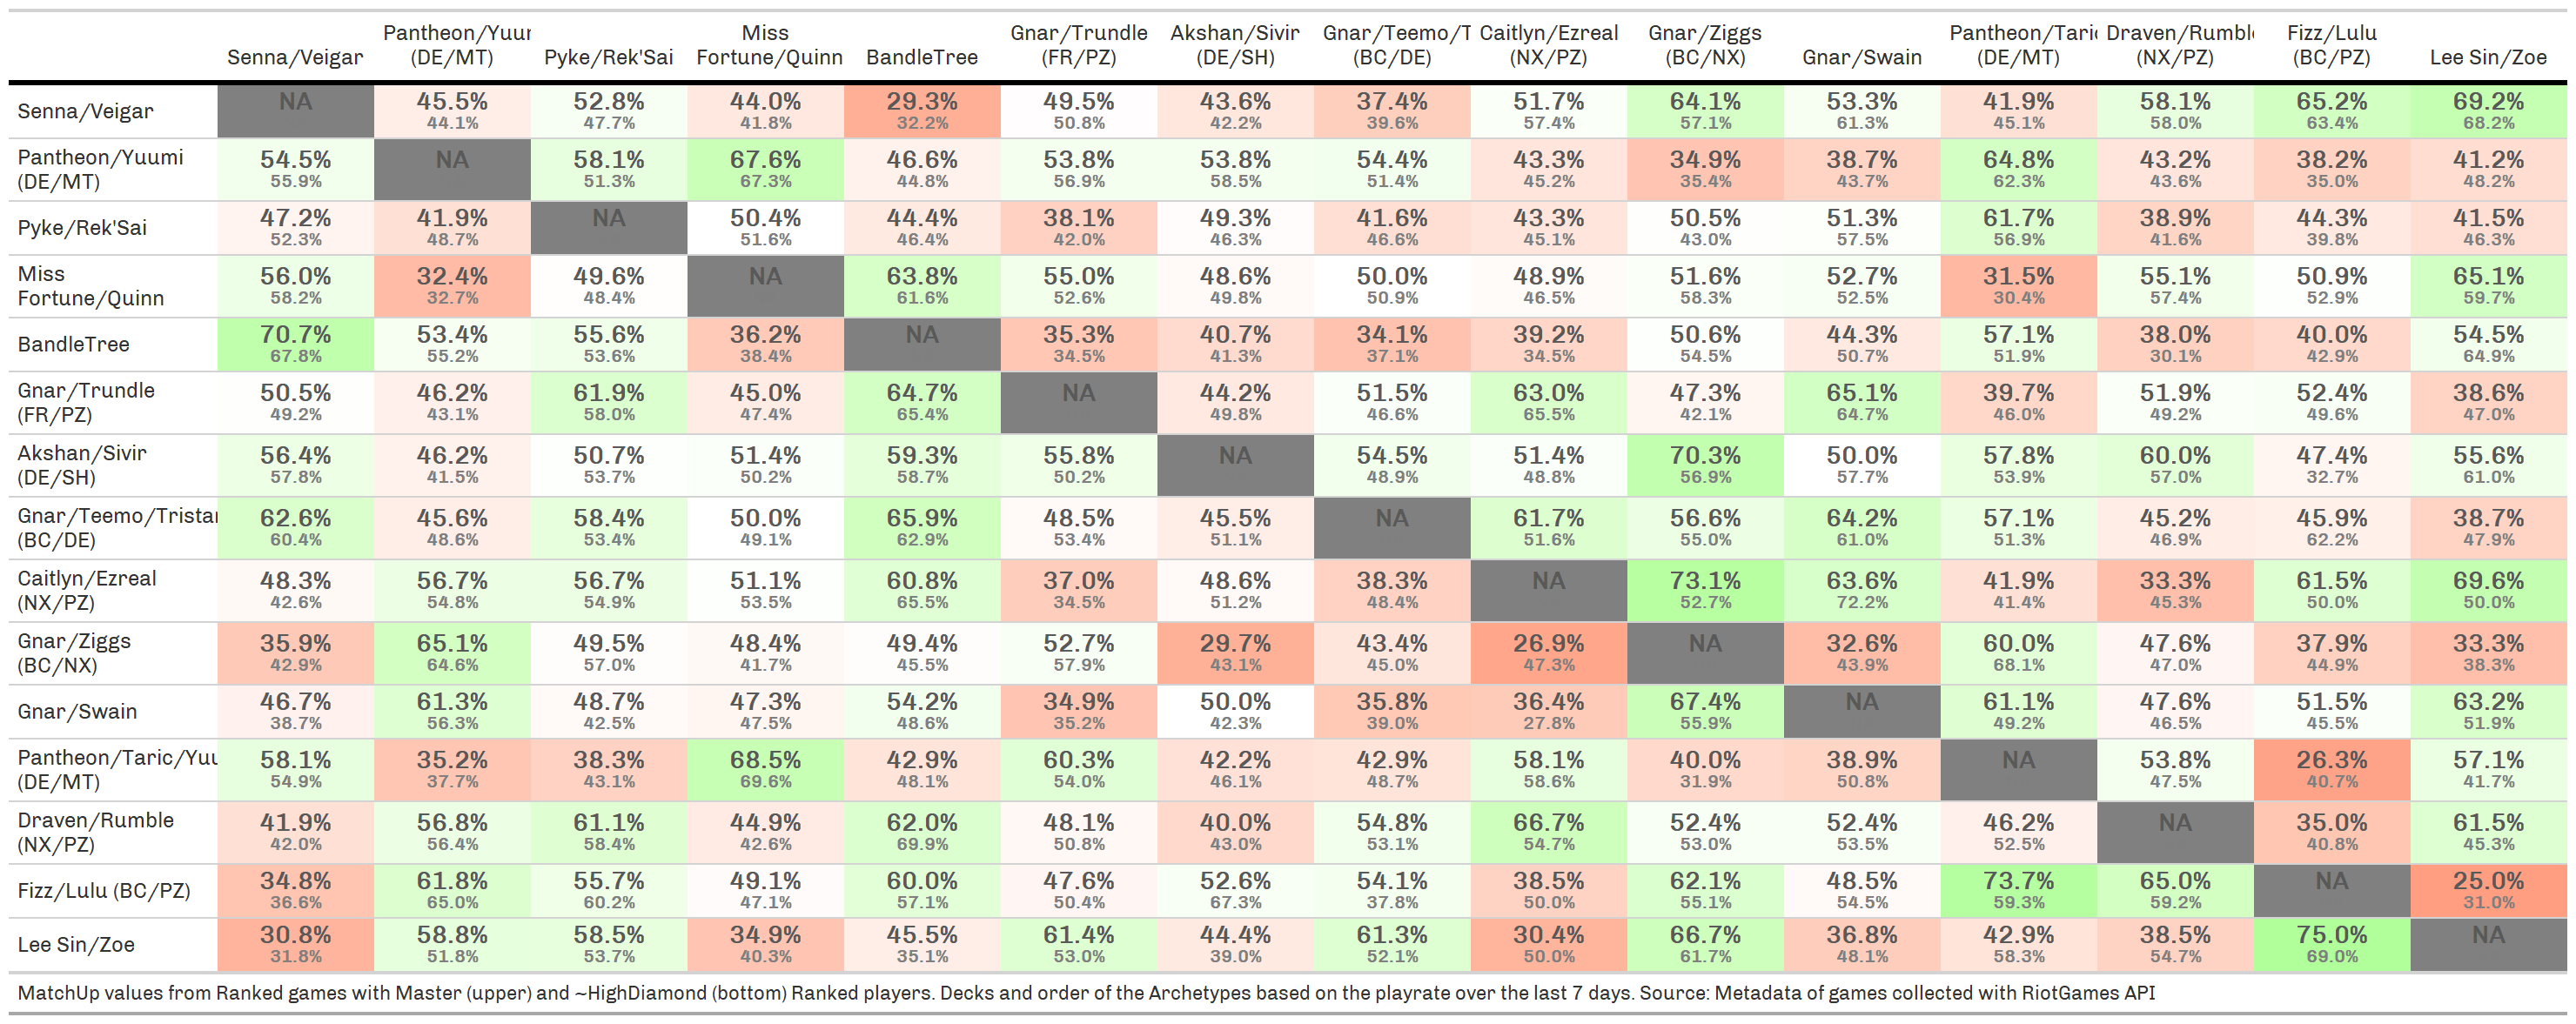 Senna/Veigar Pantheon/Yuur (DE/MT) Pyke/Rek'Sai Miss Fortune/Quinn BandleTree Gnar/Trundle (FR/PZ) Akshan/Sivir (DE/SH) Gnar/Teemo/T (BC/DE) Caitlyn/Ezreal (NX/PZ) Gnar/Ziggs (BC/NX) Gnar/Swain Pantheon/Taric (DE/MT) Draven/Rumbl (NX/PZ) Fizz/Lulu (BC/PZ) Lee Sin/Zoe
Senna/Veigar
NA 45.5% 52.8% 44.0% 29.3% 49.5% 43.6% 37.4% 51.7% 64.1% 53.3% 41.9% 58.1% 65.2% 69.2%
44.1% 47.7% 41.8% 32.2% 50.8% 42.2% 39.6% 57.4% 57.1% 61.3% 45.1% 58.0% 63.4% 68.2%
Pantheon/Yuumi (DE/MT)
54.5% NA 58.1% 67.6% 46.6% 53.8% 53.8% 54.4% 43.3% 34.9% 38.7% 64.8% 43.2% 38.2% 41.2%
55.9% 51.3% 67.3% 44.8% 56.9% 58.5% 51.4% 45.2% 35.4% 43.7% 62.3% 43.6% 35.0% 48.2%
Pyke/Rek'Sai
47.2% 41.9% NA 50.4% 44.4% 38.1% 49.3% 41.6% 43.3% 50.5% 51.3% 61.7% 38.9% 44.3% 41.5%
52.3% 48.7% 51.6% 46.4% 42.0% 46.3% 46.6% 45.1% 43.0% 57.5% 56.9% 41.6% 39.8% 46.3%
Miss Fortune/Quinn
56.0% 32.4% 49.6% NA 63.8% 55.0% 48.6% 50.0% 48.9% 51.6% 52.7% 31.5% 55.1% 50.9% 65.1%
58.2% 32.7% 48.4% 61.6% 52.6% 49.8% 50.9% 46.5% 58.3% 52.5% 30.4% 57.4% 52.9% 59.7%
BandleTree
70.7% 53.4% 55.6% 36.2% NA 35.3% 40.7% 34.1% 39.2% 50.6% 44.3% 57.1% 38.0% 40.0% 54.5%
67.8% 55.2% 53.6% 38.4% 34.5% 41.3% 37.1% 34.5% 54.5% 50.7% 51.9% 30.1% 42.9% 64.9%
Gnar/Trundle (FR/PZ)
50.5% 46.2% 61.9% 45.0% 64.7% NA 44.2% 51.5% 63.0% 47.3% 65.1% 39.7% 51.9% 52.4% 38.6%
49.2% 43.1% 58.0% 47.4% 65.4% 49.8% 46.6% 65.5% 42.1% 64.7% 46.0% 49.2% 49.6% 47.0%
Akshan/Sivir (DE/SH)
56.4% 46.2% 50.7% 51.4% 59.3% 55.8% NA 54.5% 51.4% 70.3% 50.0% 57.8% 60.0% 47.4% 55.6%
57.8% 41.5% 53.7% 50.2% 58.7% 50.2% 48.9% 48.8% 56.9% 57.7% 53.9% 57.0% 32.7% 61.0%
Gnar/Teemo/Tristar (BC/DE)
62.6% 45.6% 58.4% 50.0% 65.9% 48.5% 45.5% NA 61.7% 56.6% 64.2% 57.1% 45.2% 45.9% 38.7%
60.4% 48.6% 53.4% 49.1% 62.9% 53.4% 51.1% 51.6% 55.0% 61.0% 51.3% 46.9% 62.2% 47.9%
Caitlyn/Ezreal (NX/PZ)
48.3% 56.7% 56.7% 51.1% 60.8% 37.0% 48.6% 38.3% NA 73.1% 63.6% 41.9% 33.3% 61.5% 69.6%
42.6% 54.8% 54.9% 53.5% 65.5% 34.5% 51.2% 48.4% 52.7% 72.2% 41.4% 45.3% 50.0% 50.0%
Gnar/Ziggs (BC/NX)
35.9% 65.1% 49.5% 48.4% 49.4% 52.7% 29.7% 43.4% 26.9% NA 32.6% 60.0% 47.6% 37.9% 33.3%
42.9% 64.6% 57.0% 41.7% 45.5% 57.9% 43.1% 45.0% 47.3% 43.9% 68.1% 47.0% 44.9% 38.3%
Gnar/Swain
46.7% 61.3% 48.7% 47.3% 54.2% 34.9% 50.0% 35.8% 36.4% 67.4% NA 61.1% 47.6% 51.5% 63.2%
38.7% 56.3% 42.5% 47.5% 48.6% 35.2% 42.3% 39.0% 27.8% 55.9% 49.2% 46.5% 45.5% 51.9%
Pantheon/Taric/Yuu (DE/MT)
58.1% 35.2% 38.3% 68.5% 42.9% 60.3% 42.2% 42.9% 58.1% 40.0% 38.9% NA 53.8% 26.3% 57.1%
54.9% 37.7% 43.1% 69.6% 48.1% 54.0% 46.1% 48.7% 58.6% 31.9% 50.8% 47.5% 40.7% 41.7%
Draven/Rumble (NX/PZ)
41.9% 56.8% 61.1% 44.9% 62.0% 48.1% 40.0% 54.8% 66.7% 52.4% 52.4% 46.2% NA 35.0% 61.5%
42.0% 56.4% 58.4% 42.6% 69.9% 50.8% 43.0% 53.1% 54.7% 53.0% 53.5% 52.5% 40.8% 45.3%
Fizz/Lulu (BC/PZ)
34.8% 61.8% 55.7% 49.1% 60.0% 47.6% 52.6% 54.1% 38.5% 62.1% 48.5% 73.7% 65.0% NA 25.0%
36.6% 65.0% 60.2% 47.1% 57.1% 50.4% 67.3% 37.8% 50.0% 55.1% 54.5% 59.3% 59.2% 31.0%
Lee Sin/Zoe
30.8% 58.8% 58.5% 34.9% 45.5% 61.4% 44.4% 61.3% 30.4% 66.7% 36.8% 42.9% 38.5% 75.0% NA
31.8% 51.8% 53.7% 40.3% 35.1% 53.0% 39.0% 52.1% 50.0% 61.7% 48.1% 58.3% 54.7% 69.0%
MatchUp values from Ranked games with Master (upper) and ~HighDiamond (bottom) Ranked players. Decks and order of the Archetypes based on the playrate over the last 7 days. Source: Metadata of games collected with RiotGames API